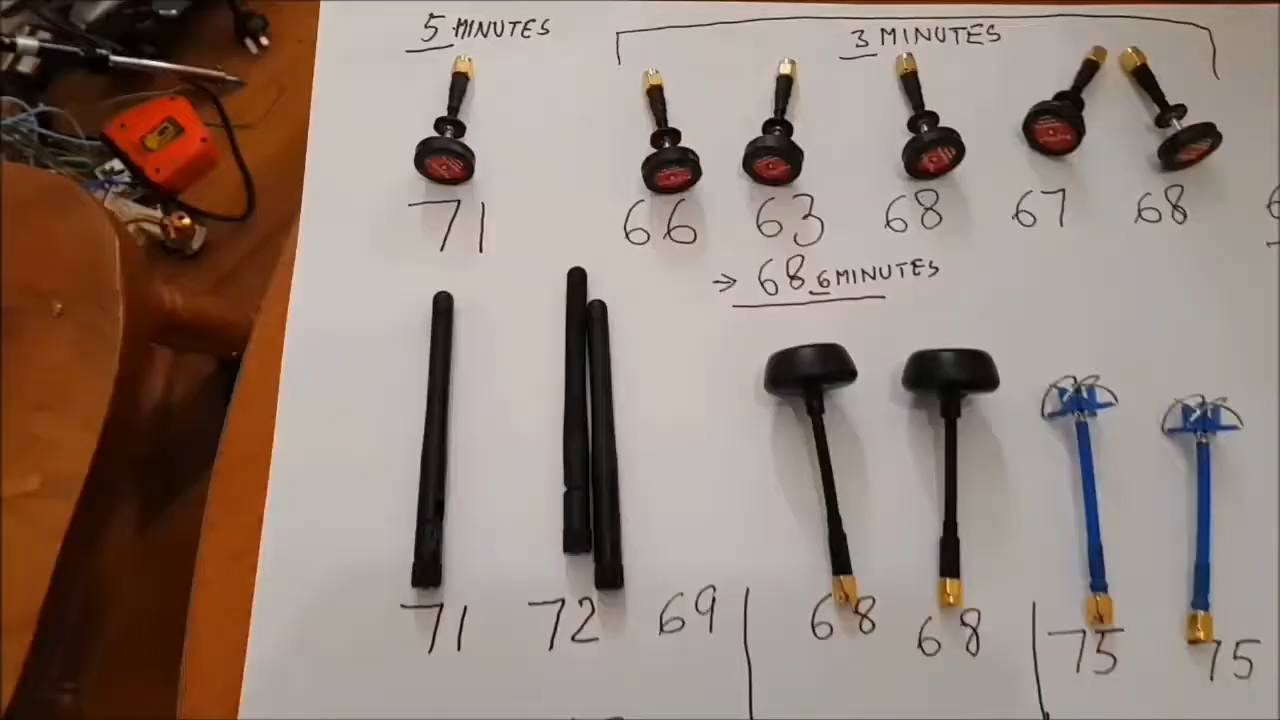 5 MINUTES
3 MINUTES
71 66 63 68 67 68
→ 68 6 MINUTES
71 72 69 68 68 75 75